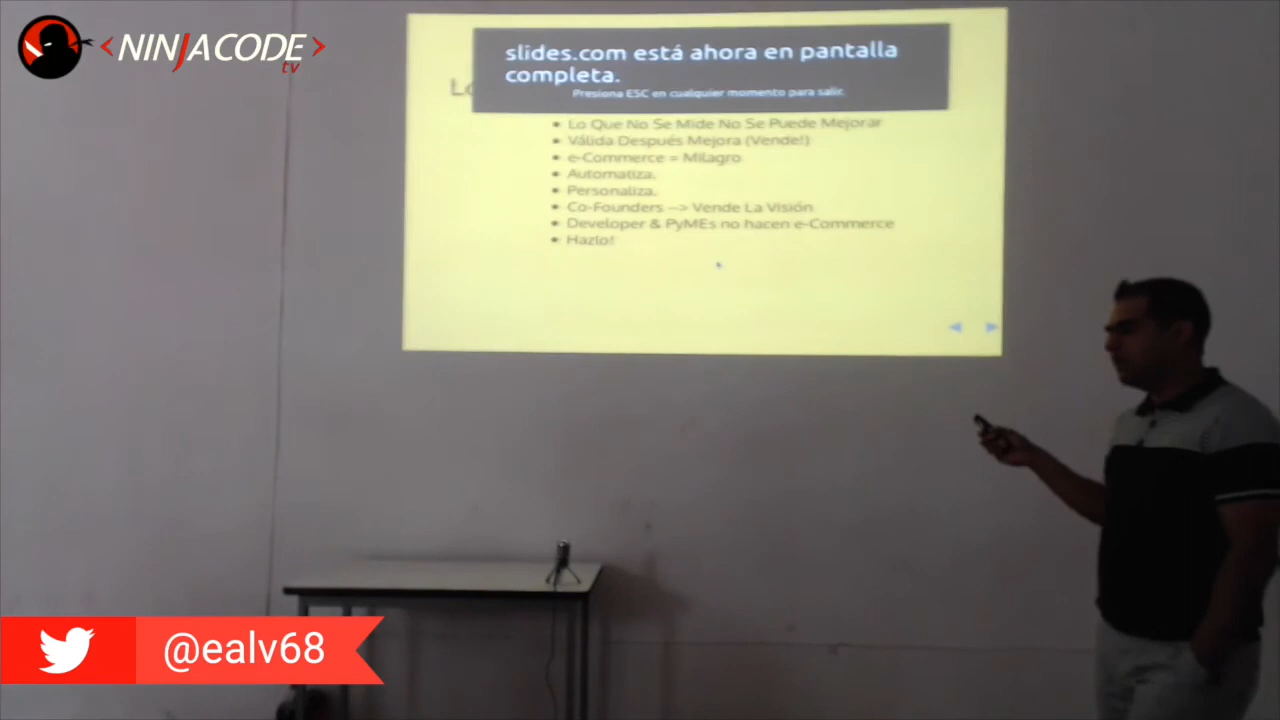 <NINJACODE>
tv
slides.com está ahora en pantalla
completa.
Presiona ESC en cualquier momento para salir.
Lo
• Lo Que No Se Mide No Se Puede Mejorar
• Válida Después Mejora (Vende!)
• e-Commerce = Milagro
• Automatiza.
• Personaliza.
• Co-Founders --> Vende La Visión
• Developer & PyMEs no hacen e-Commerce
• Hazlo!
@ealv68